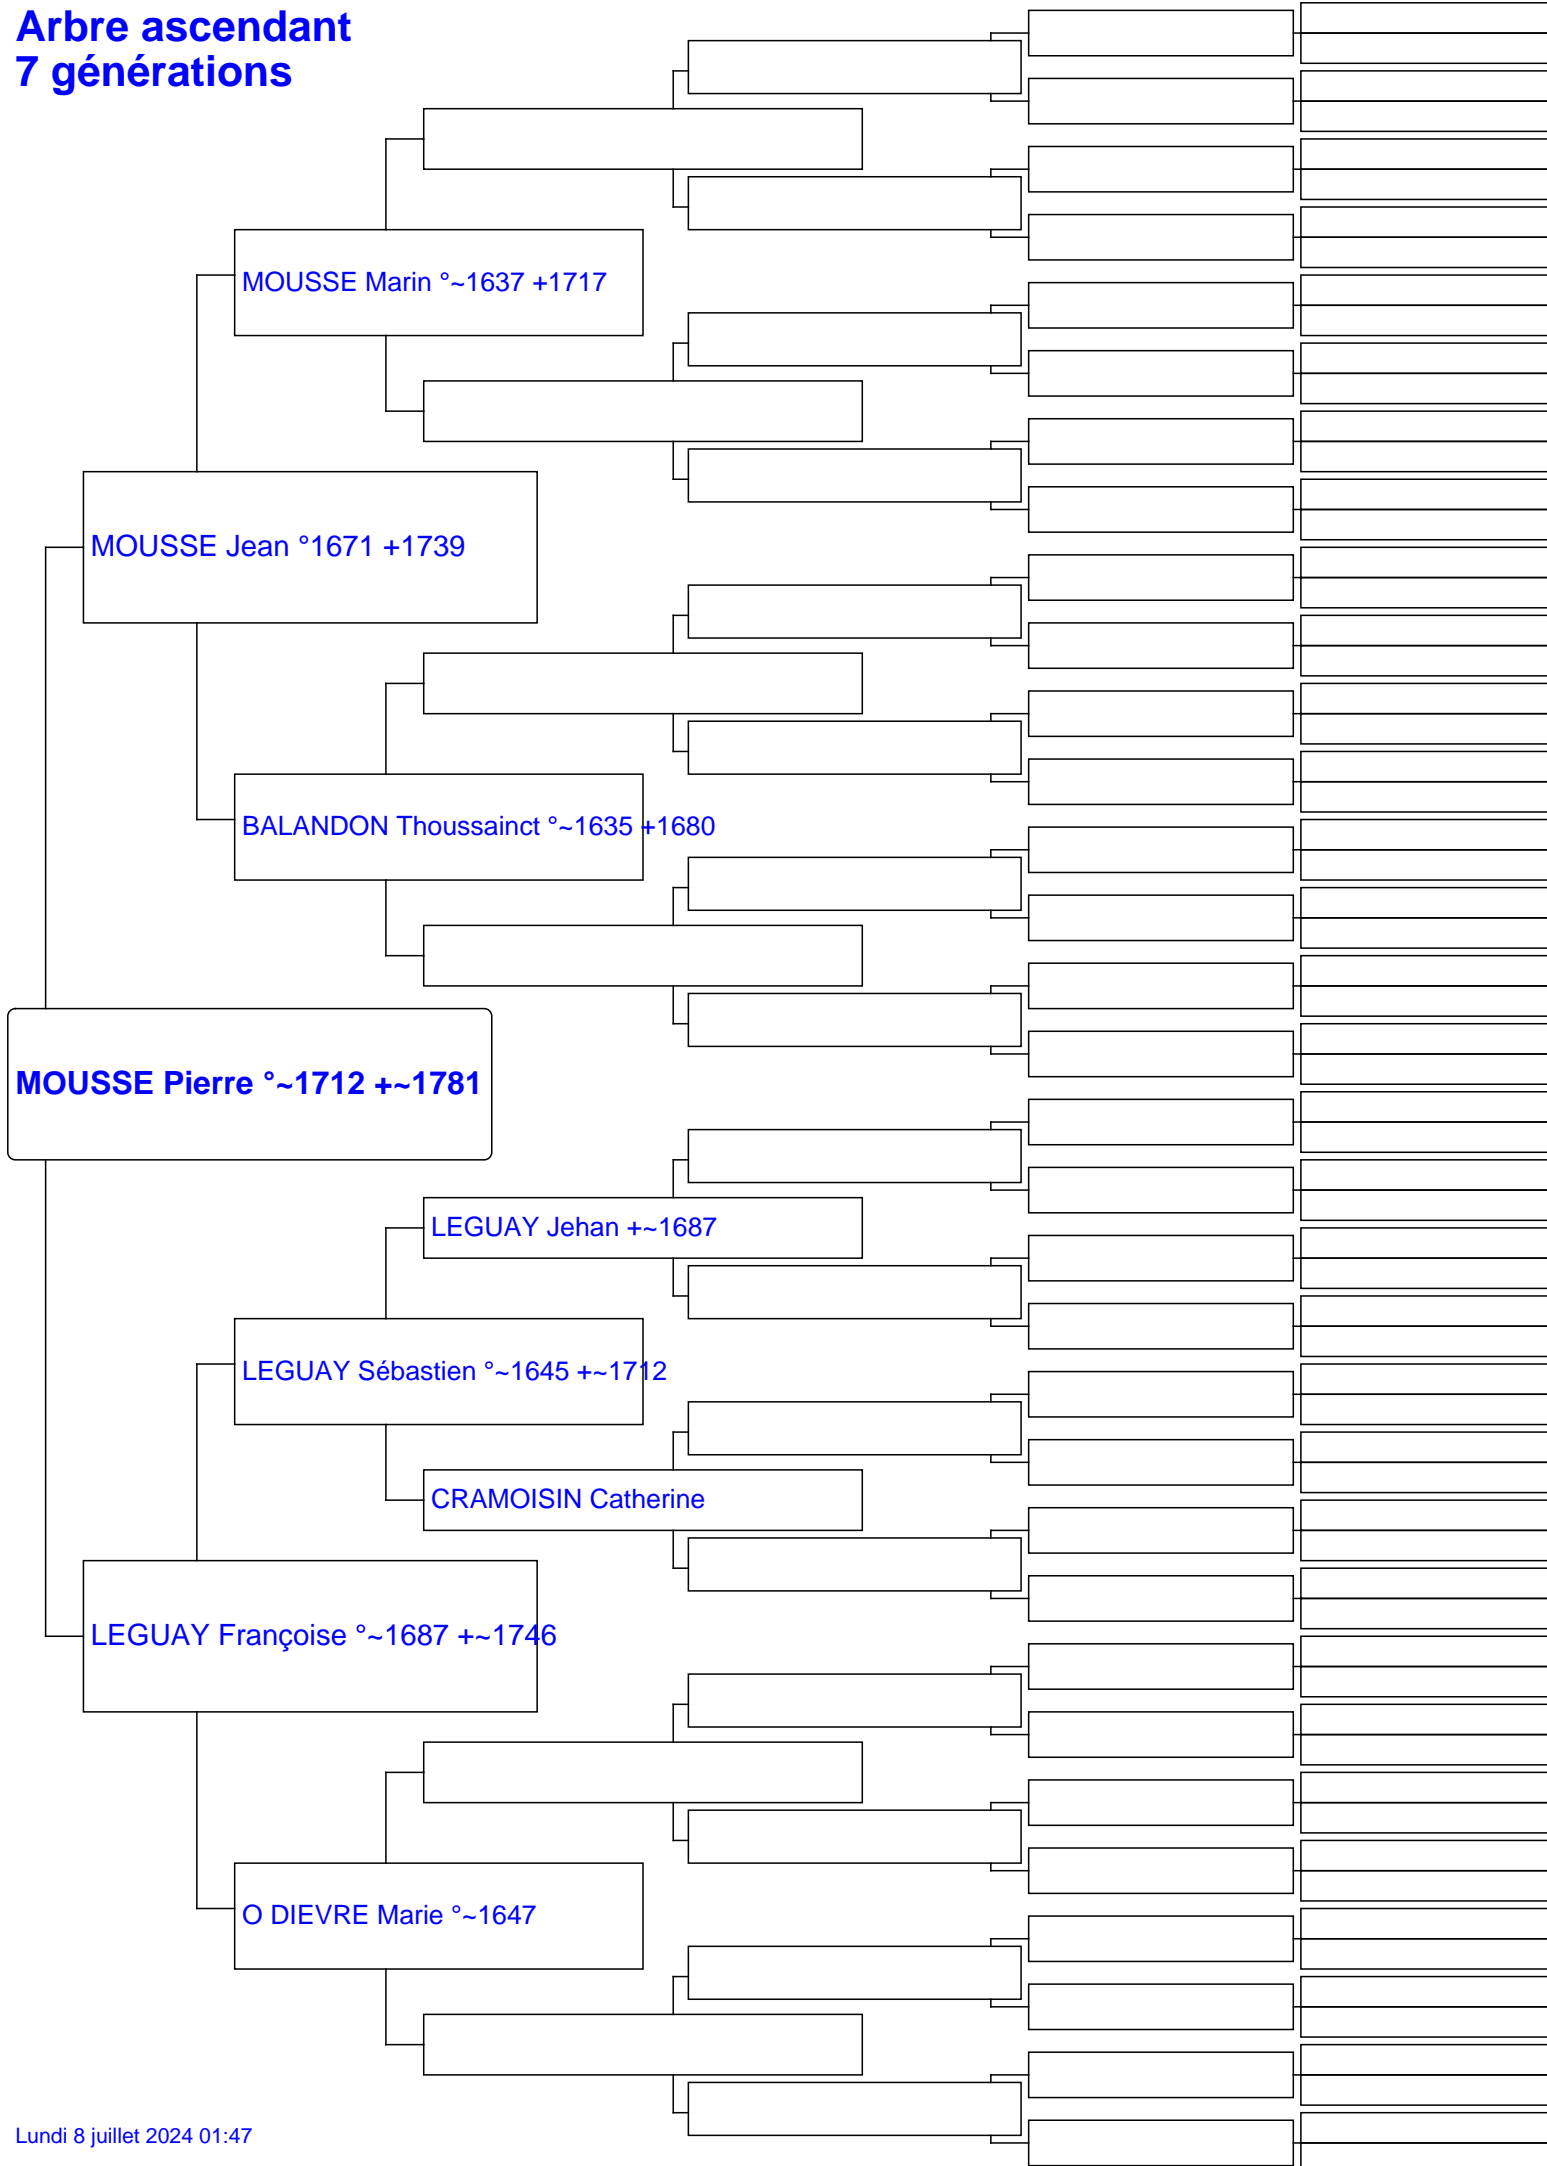 Arbre ascendant
7 générations
MOUSSE Marin °~1637 +1717
MOUSSE Jean °1671 +1739
BALANDON Thoussainct °~1635 +1680
MOUSSE Pierre °~1712 +~1781
LEGUAY Jehan +~1687
LEGUAY Sébastien °~1645 +~1712
CRAMOISIN Catherine
LEGUAY Françoise °~1687 +~1746
O DIEVRE Marie °~1647
Lundi 8 juillet 2024 01:47